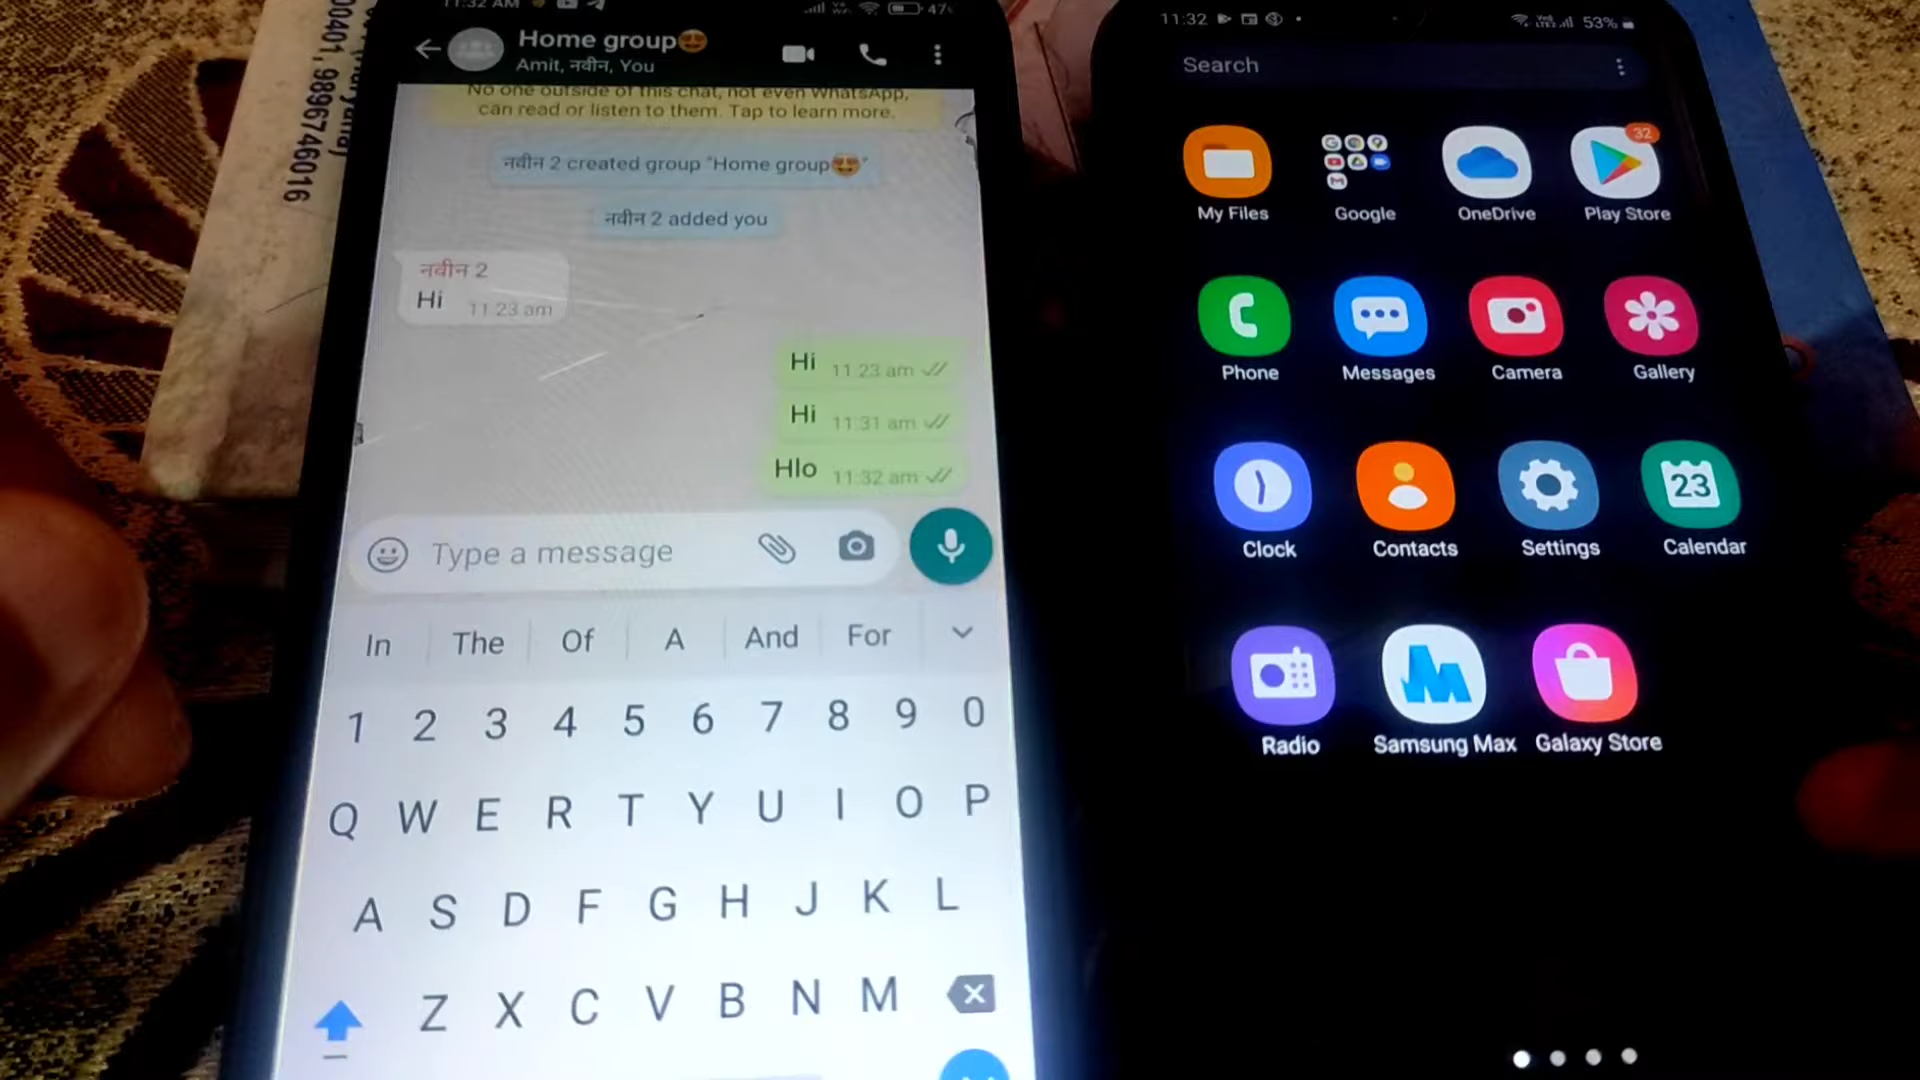 00401, 9896746016
11:32 AM
47
Home group😍
Amit, नवीन, You
No one outside of this chat, not even WhatsApp,
can read or listen to them. Tap to learn more.
नवीन 2 created group "Home group😍"
नवीन 2 added you
नवीन 2
Hi 11:23 am
Hi 11:23 am
Hi 11:31 am
Hlo 11:32 am
Type a message
In The Of A And For
1 2 3 4 5 6 7 8 9 0
Q W E R T Y U I O P
A S D F G H J K L
Z X C V B N M
11:32
53%
Search
32
My Files Google OneDrive Play Store
Phone Messages Camera Gallery
23
Clock Contacts Settings Calendar
Radio Samsung Max Galaxy Store